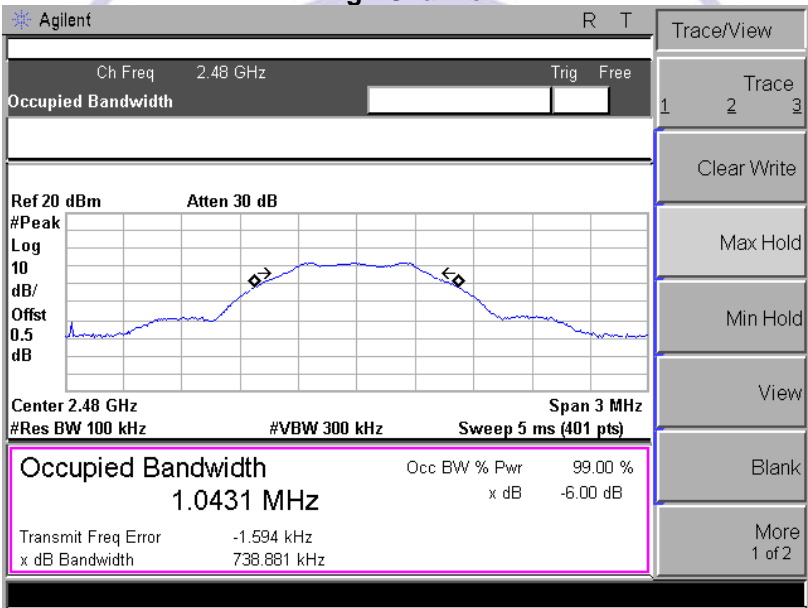 Agilent R T
Trace/View
Ch Freq 2.48 GHz Trig Free
Occupied Bandwidth
Trace
1 2 3
Clear Write
Ref 20 dBm Atten 30 dB
#Peak
Log
10
dB/
Offst
0.5
dB
Max Hold
Min Hold
View
Center 2.48 GHz Span 3 MHz
#Res BW 100 kHz #VBW 300 kHz Sweep 5 ms (401 pts)
Occupied Bandwidth Occ BW % Pwr 99.00 %
1.0431 MHz x dB -6.00 dB
Transmit Freq Error -1.594 kHz
x dB Bandwidth 738.881 kHz
Blank
More
1 of 2